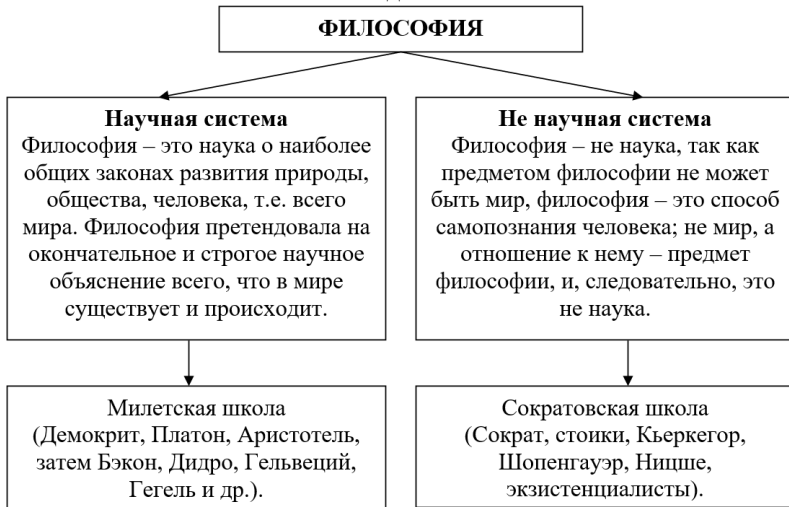 ФИЛОСОФИЯ
Научная система
Философия – это наука о наиболее
общих законах развития природы,
общества, человека, т.е. всего
мира. Философия претендовала на
окончательное и строгое научное
объяснение всего, что в мире
существует и происходит.
Не научная система
Философия – не наука, так как
предметом философии не может
быть мир, философия – это способ
самопознания человека; не мир, а
отношение к нему – предмет
философии, и, следовательно, это
не наука.
Милетская школа
(Демокрит, Платон, Аристотель,
затем Бэкон, Дидро, Гельвеций,
Гегель и др.).
Сократовская школа
(Сократ, стоики, Кьеркегор,
Шопенгауэр, Ницше,
экзистенциалисты).